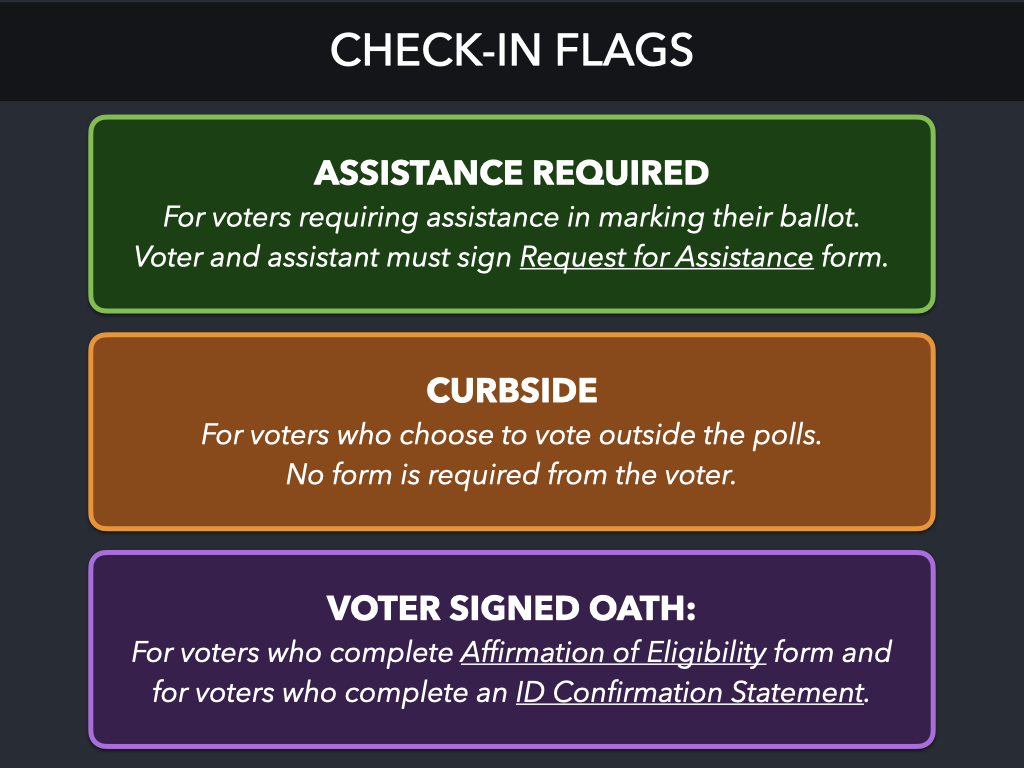 CHECK-IN FLAGS
ASSISTANCE REQUIRED
For voters requiring assistance in marking their ballot.
Voter and assistant must sign Request for Assistance form.
CURBSIDE
For voters who choose to vote outside the polls.
No form is required from the voter.
VOTER SIGNED OATH:
For voters who complete Affirmation of Eligibility form and
for voters who complete an ID Confirmation Statement.